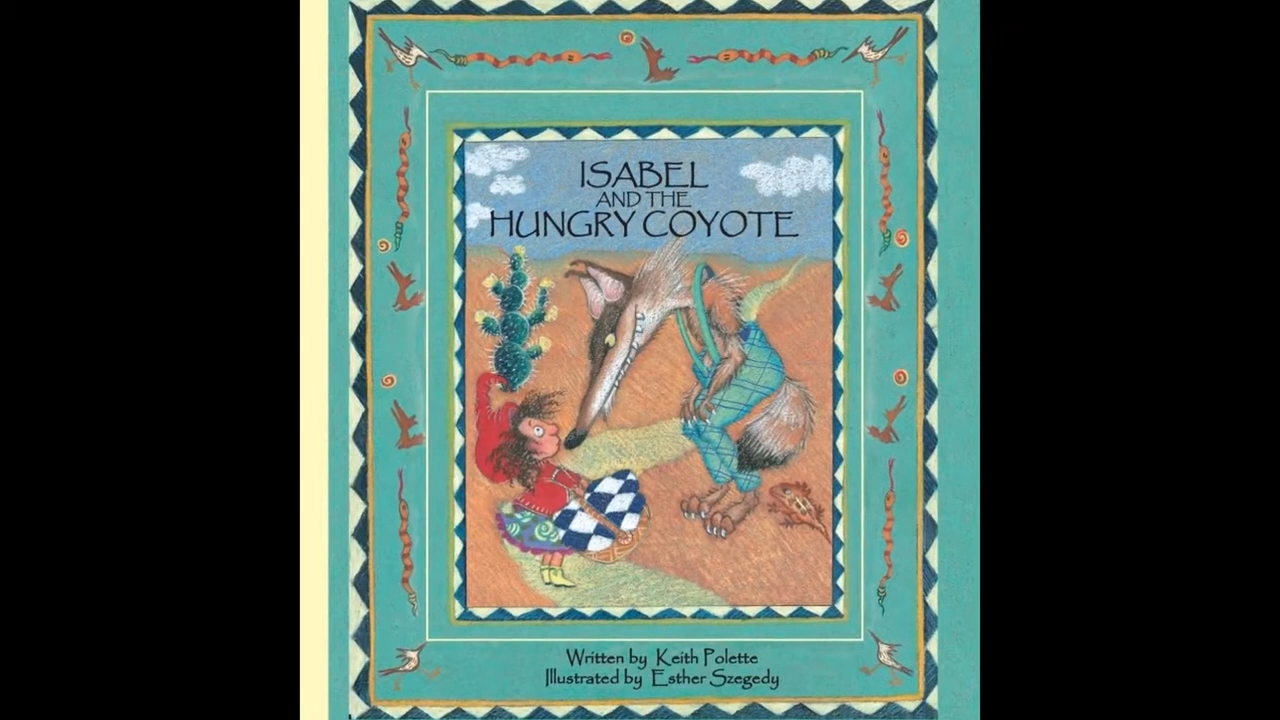 ISABEL
AND THE
HUNGRY COYOTE
Written by Keith Polette
Illustrated by Esther Szegedy